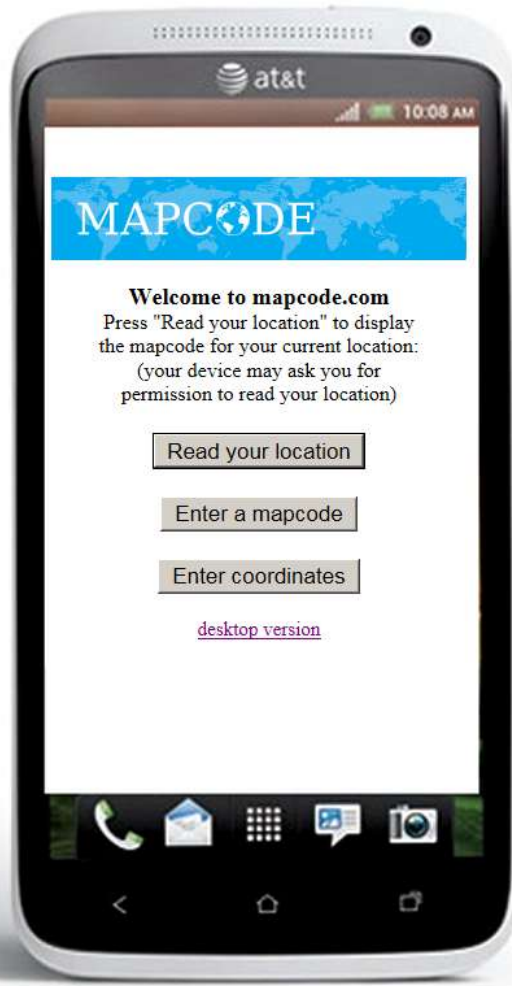 at&t
10:08 AM
MAPCODE
Welcome to mapcode.com
Press "Read your location" to display
the mapcode for your current location:
(your device may ask you for
permission to read your location)
Read your location
Enter a mapcode
Enter coordinates
desktop version